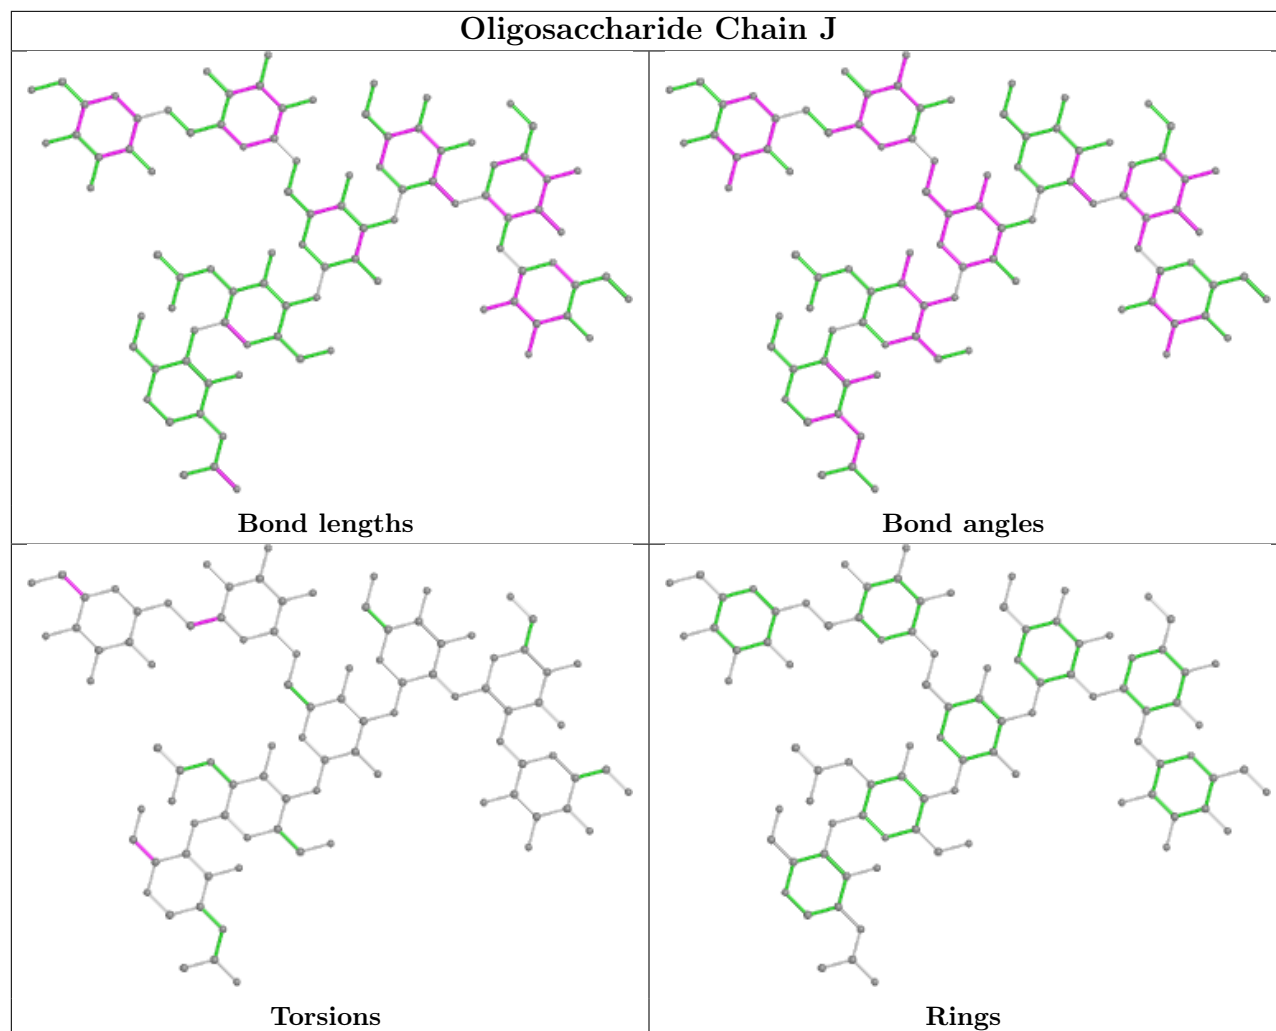 Oligosaccharide Chain J
Bond lengths
Bond angles
Torsions
Rings